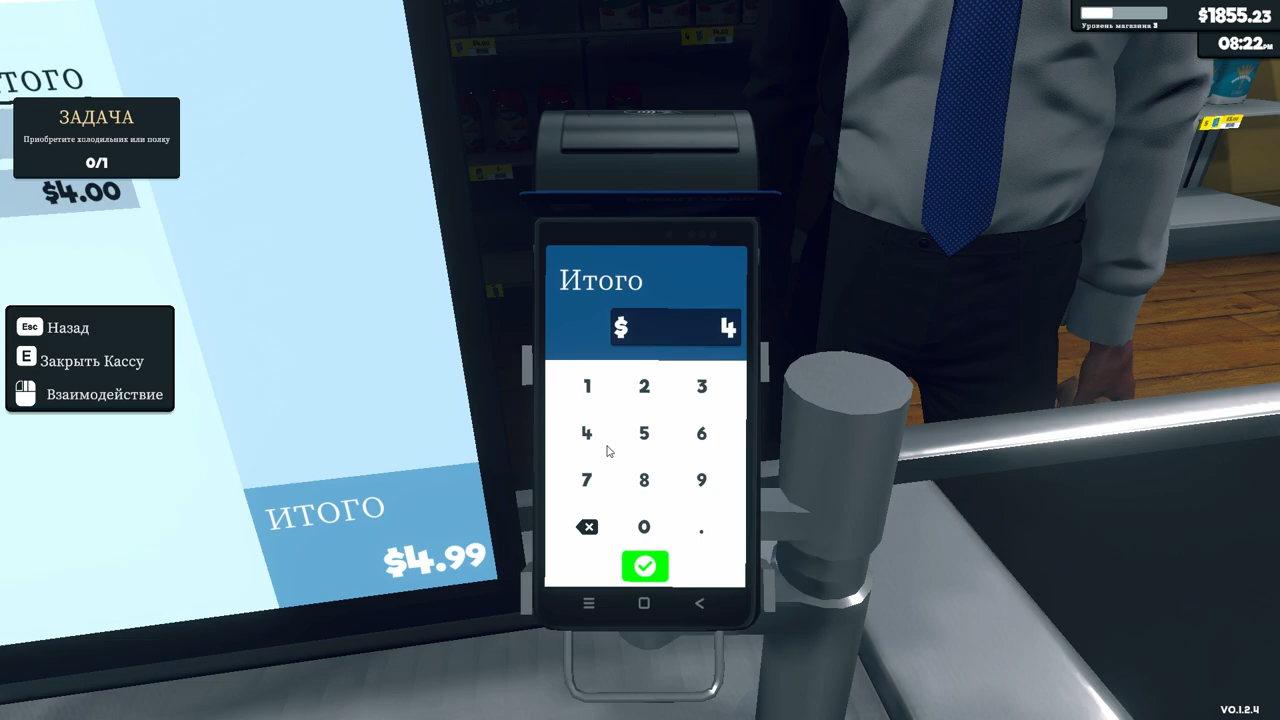 ТОГО
ЗАДАЧА
Приобретите холодильник или полку
0/1
$4.00
Esc Назад
E Закрыть Кассу
Взаимодействие
ИТОГО
$4.99
Итого
$ 4
1 2 3
4 5 6
7 8 9
0 .
$1855.23
Уровень магазина 3
08:22PM
V0.1.2.4